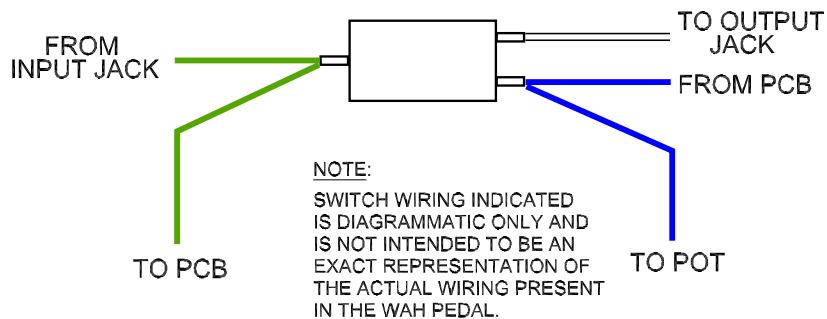 FROM
INPUT JACK
TO OUTPUT
JACK
FROM PCB
TO PCB
TO POT
NOTE:
SWITCH WIRING INDICATED
IS DIAGRAMMATIC ONLY AND
IS NOT INTENDED TO BE AN
EXACT REPRESENTATION OF
THE ACTUAL WIRING PRESENT
IN THE WAH PEDAL.